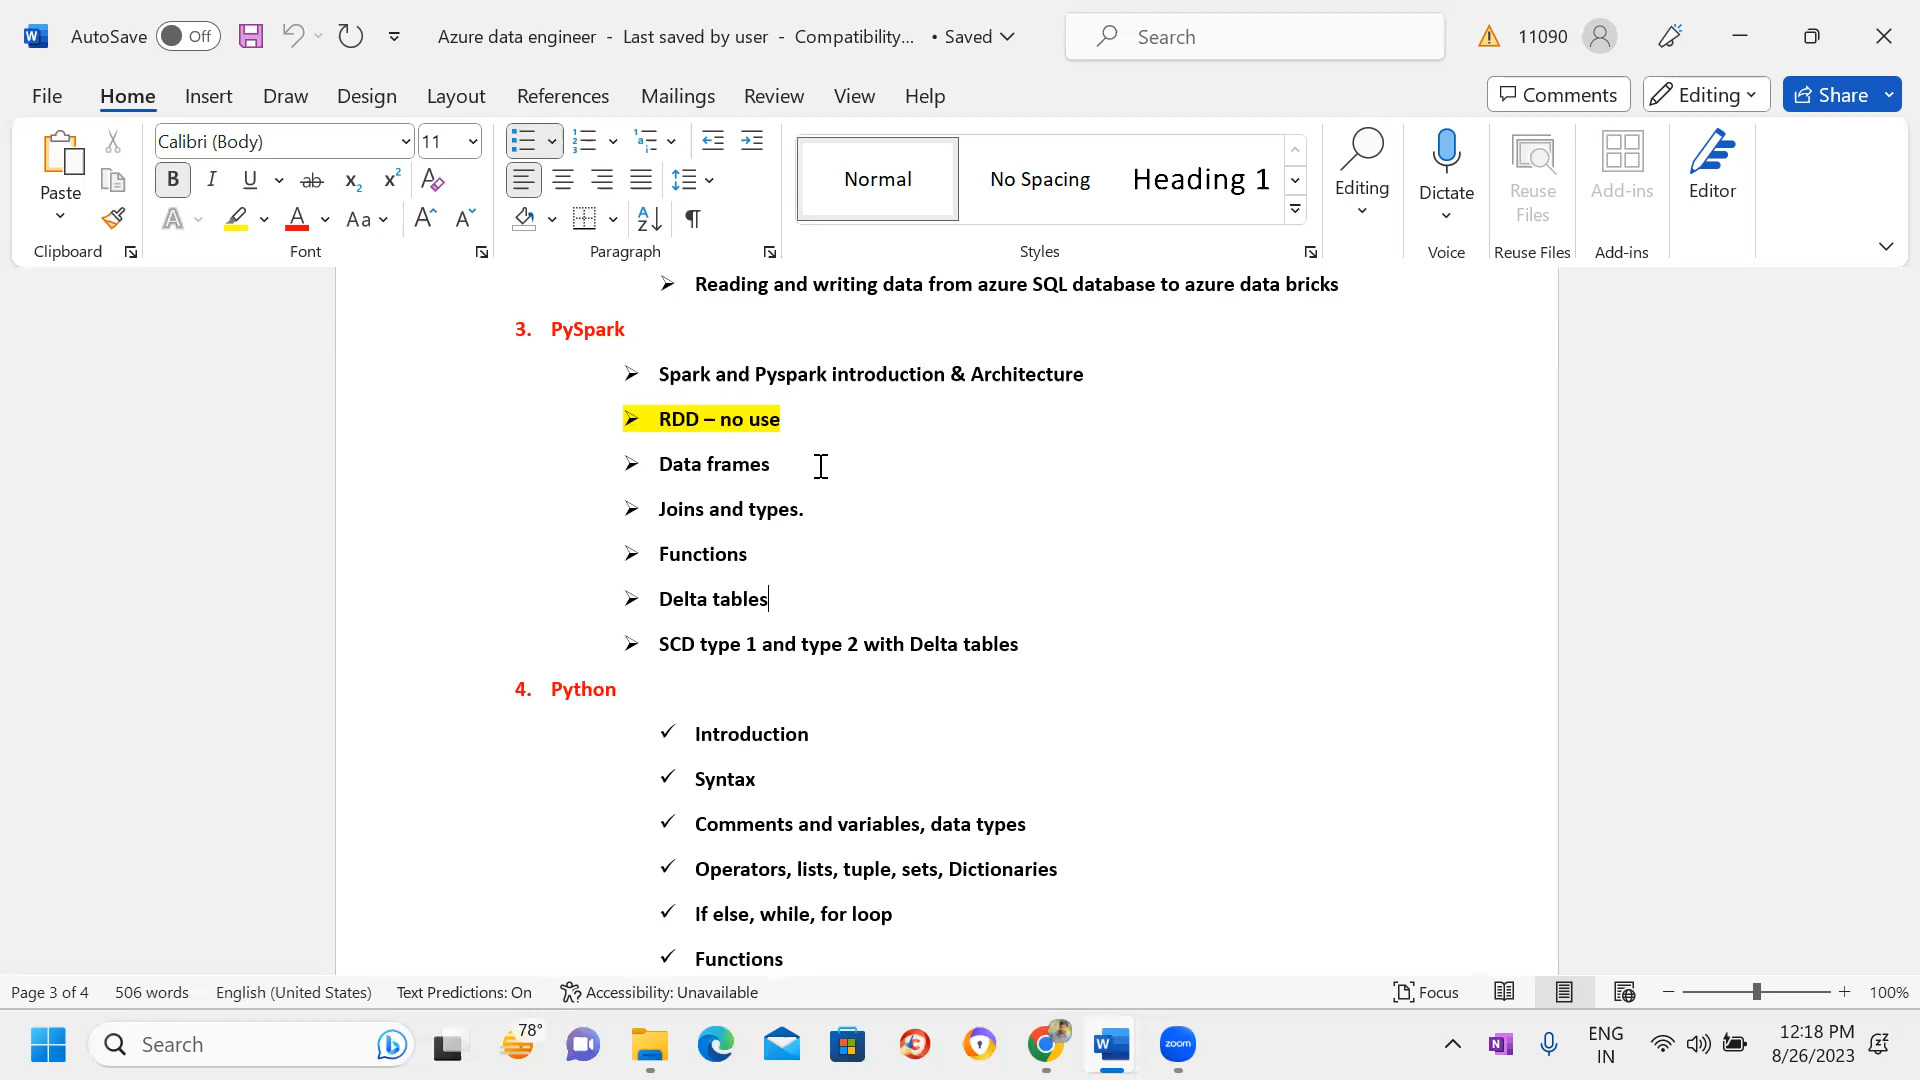 AutoSave Off Azure data engineer - Last saved by user - Compatibility... • Saved Search 11090
File Home Insert Draw Design Layout References Mailings Review View Help Comments Editing Share
Paste Calibri (Body) 11 Normal No Spacing Heading 1 Editing Dictate Reuse Files Add-ins Editor
Clipboard Font Paragraph Styles Voice Reuse Files Add-ins
Reading and writing data from azure SQL database to azure data bricks
3. PySpark
Spark and Pyspark introduction & Architecture
RDD – no use
Data frames
Joins and types.
Functions
Delta tables
SCD type 1 and type 2 with Delta tables
4. Python
Introduction
Syntax
Comments and variables, data types
Operators, lists, tuple, sets, Dictionaries
If else, while, for loop
Functions
Page 3 of 4 506 words English (United States) Text Predictions: On Accessibility: Unavailable Focus 100%
Search 78° zoom ENG IN 12:18 PM 8/26/2023